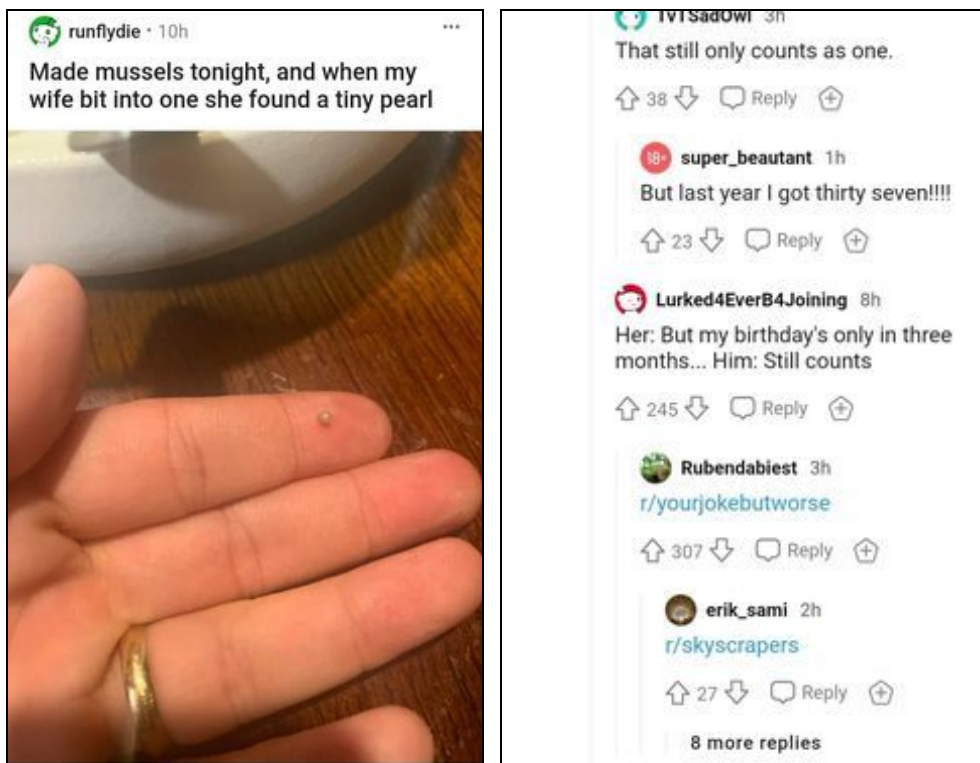 runflydie • 10h
Made mussels tonight, and when my
wife bit into one she found a tiny pearl
TvTSadOwl 3h
That still only counts as one.
38 Reply
18+ super_beautant 1h
But last year I got thirty seven!!!!
23 Reply
Lurked4EverB4Joining 8h
Her: But my birthday's only in three
months... Him: Still counts
245 Reply
Rubendabiest 3h
r/yourjokebutworse
307 Reply
erik_sami 2h
r/skyscrapers
27 Reply
8 more replies